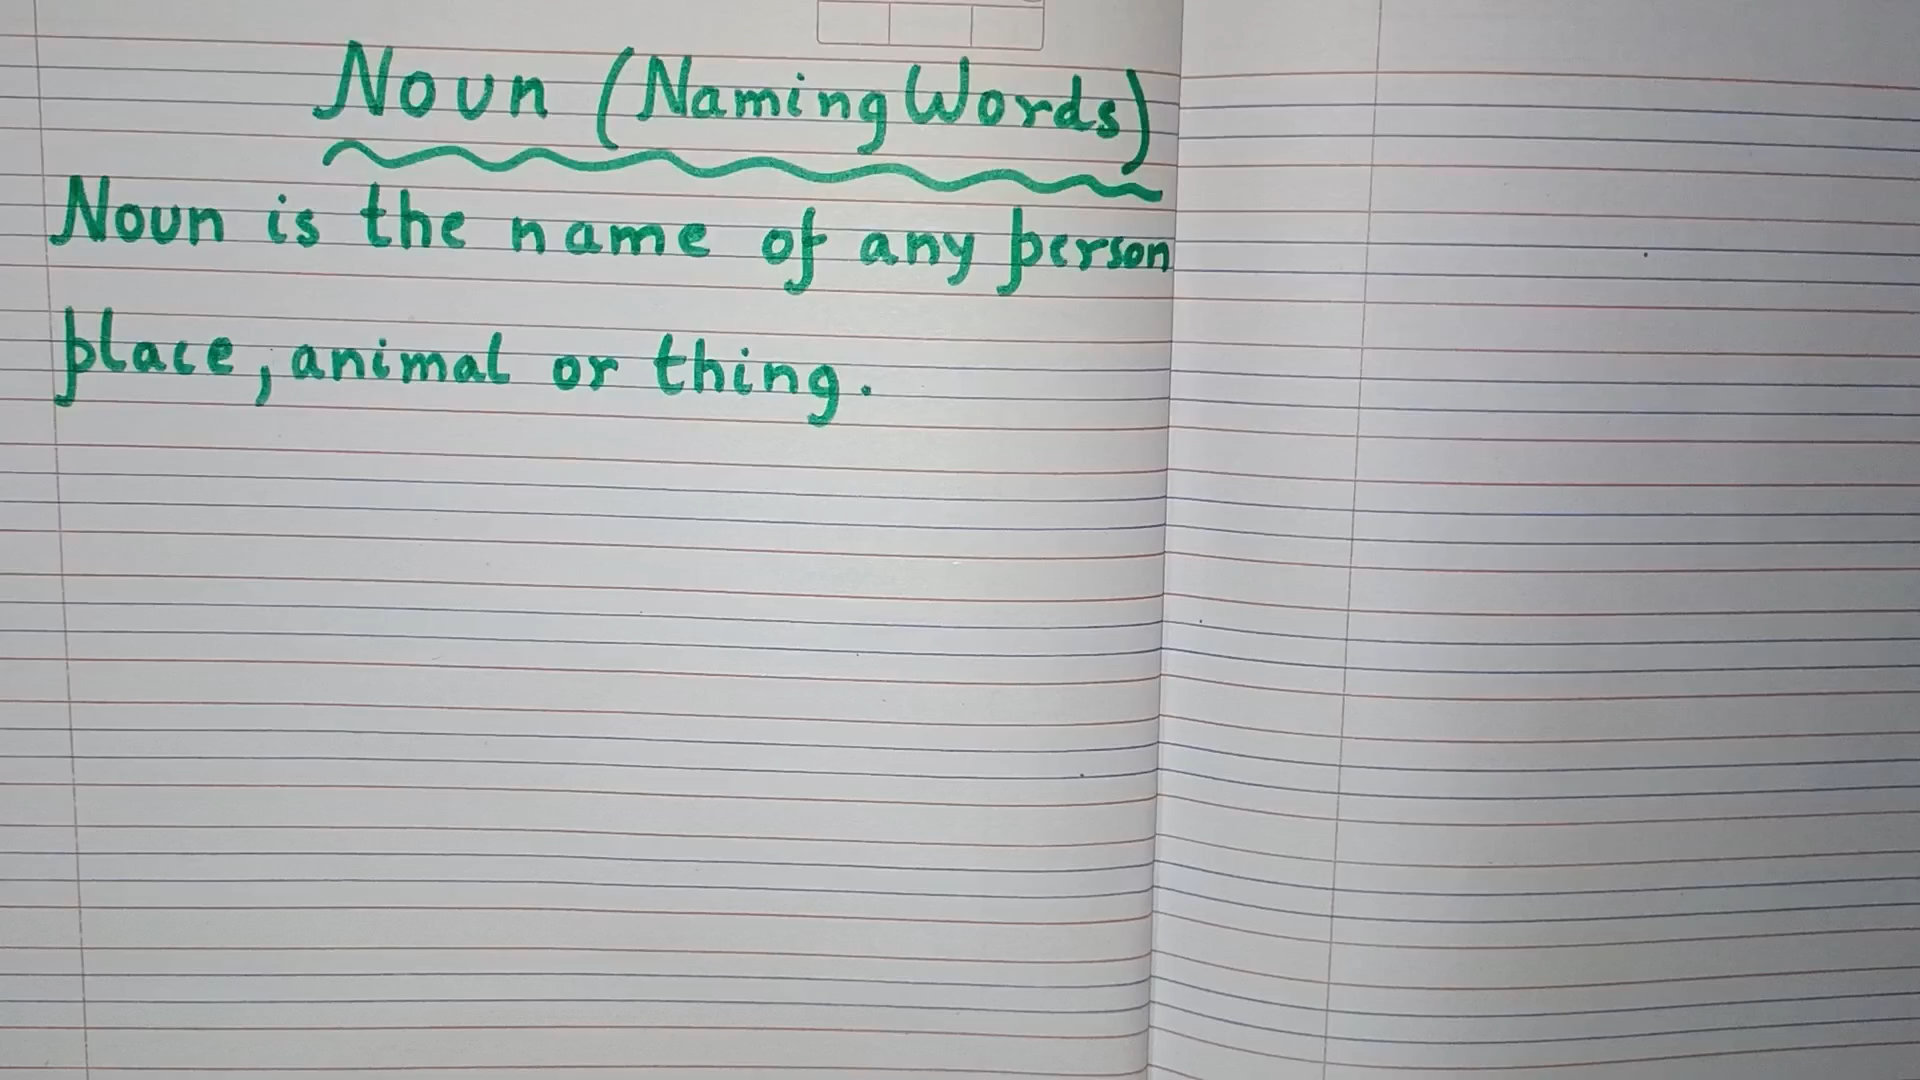 Noun (Naming Words)
Noun is the name of any person
place, animal or thing.